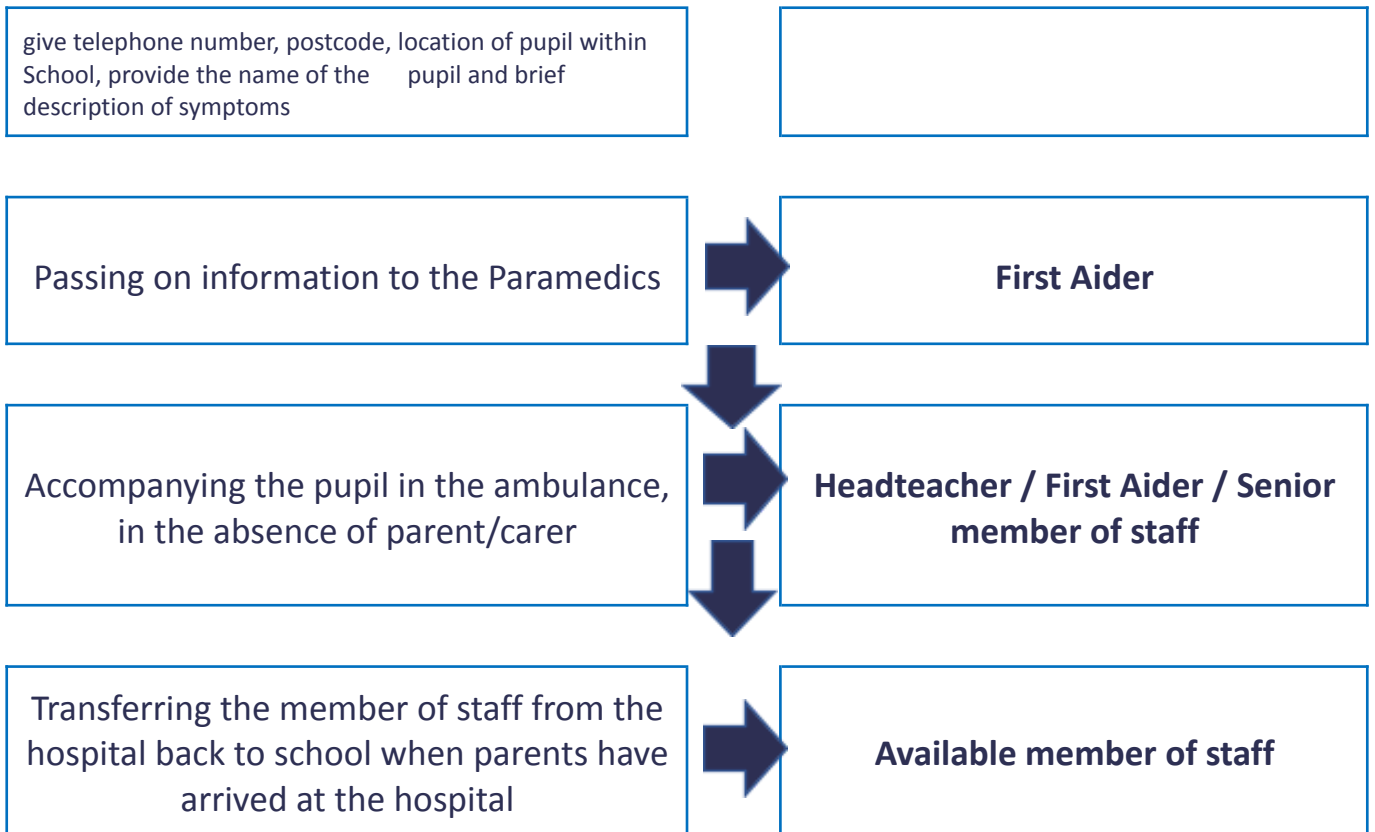 give telephone number, postcode, location of pupil within
School, provide the name of the pupil and brief
description of symptoms
Passing on information to the Paramedics
First Aider
Accompanying the pupil in the ambulance,
in the absence of parent/carer
Headteacher / First Aider / Senior
member of staff
Transferring the member of staff from the
hospital back to school when parents have
arrived at the hospital
Available member of staff